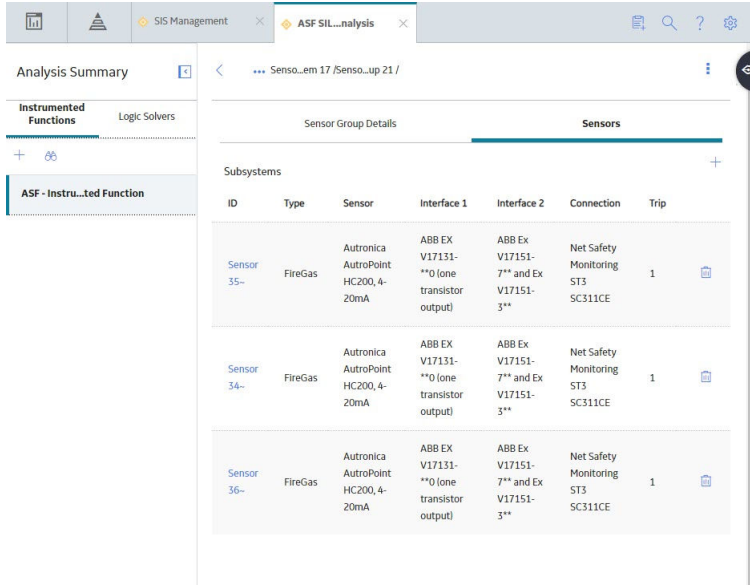 SIS Management
ASF SIL...nalysis
Analysis Summary
Senso...em 17 /Senso...up 21 /
Instrumented
Functions
Logic Solvers
Sensor Group Details
Sensors
ASF - Instru...ted Function
Subsystems
ID Type Sensor Interface 1 Interface 2 Connection Trip
Sensor
35~
FireGas
Autronica
AutroPoint
HC200, 4-
20mA
ABB EX
V17131-
**0 (one
transistor
output)
ABB Ex
V17151-
7** and Ex
V17151-
3**
Net Safety
Monitoring
ST3
SC311CE
1
Sensor
34~
FireGas
Autronica
AutroPoint
HC200, 4-
20mA
ABB EX
V17131-
**0 (one
transistor
output)
ABB Ex
V17151-
7** and Ex
V17151-
3**
Net Safety
Monitoring
ST3
SC311CE
1
Sensor
36~
FireGas
Autronica
AutroPoint
HC200, 4-
20mA
ABB EX
V17131-
**0 (one
transistor
output)
ABB Ex
V17151-
7** and Ex
V17151-
3**
Net Safety
Monitoring
ST3
SC311CE
1